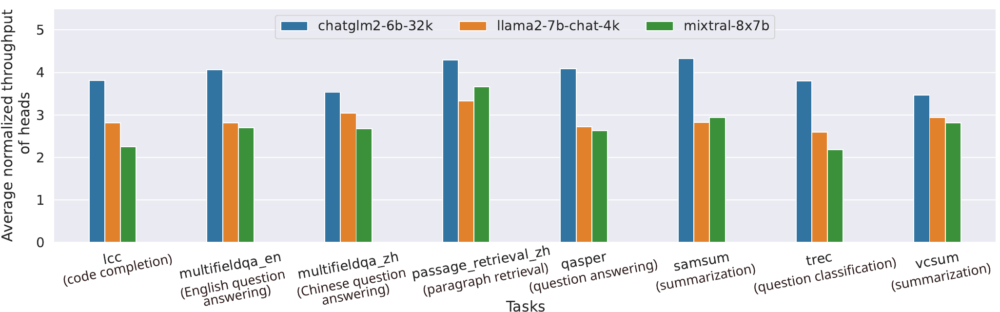 Average normalized throughput
of heads
5
4
3
2
1
0
chatglm2-6b-32k
llama2-7b-chat-4k
mixtral-8x7b
lcc
(code completion)
multifieldqa_en
(English question
answering)
multifieldqa_zh
(Chinese question
answering)
passage_retrieval_zh
(paragraph retrieval)
qasper
(question answering)
samsum
(summarization)
trec
(question classification)
vcsum
(summarization)
Tasks